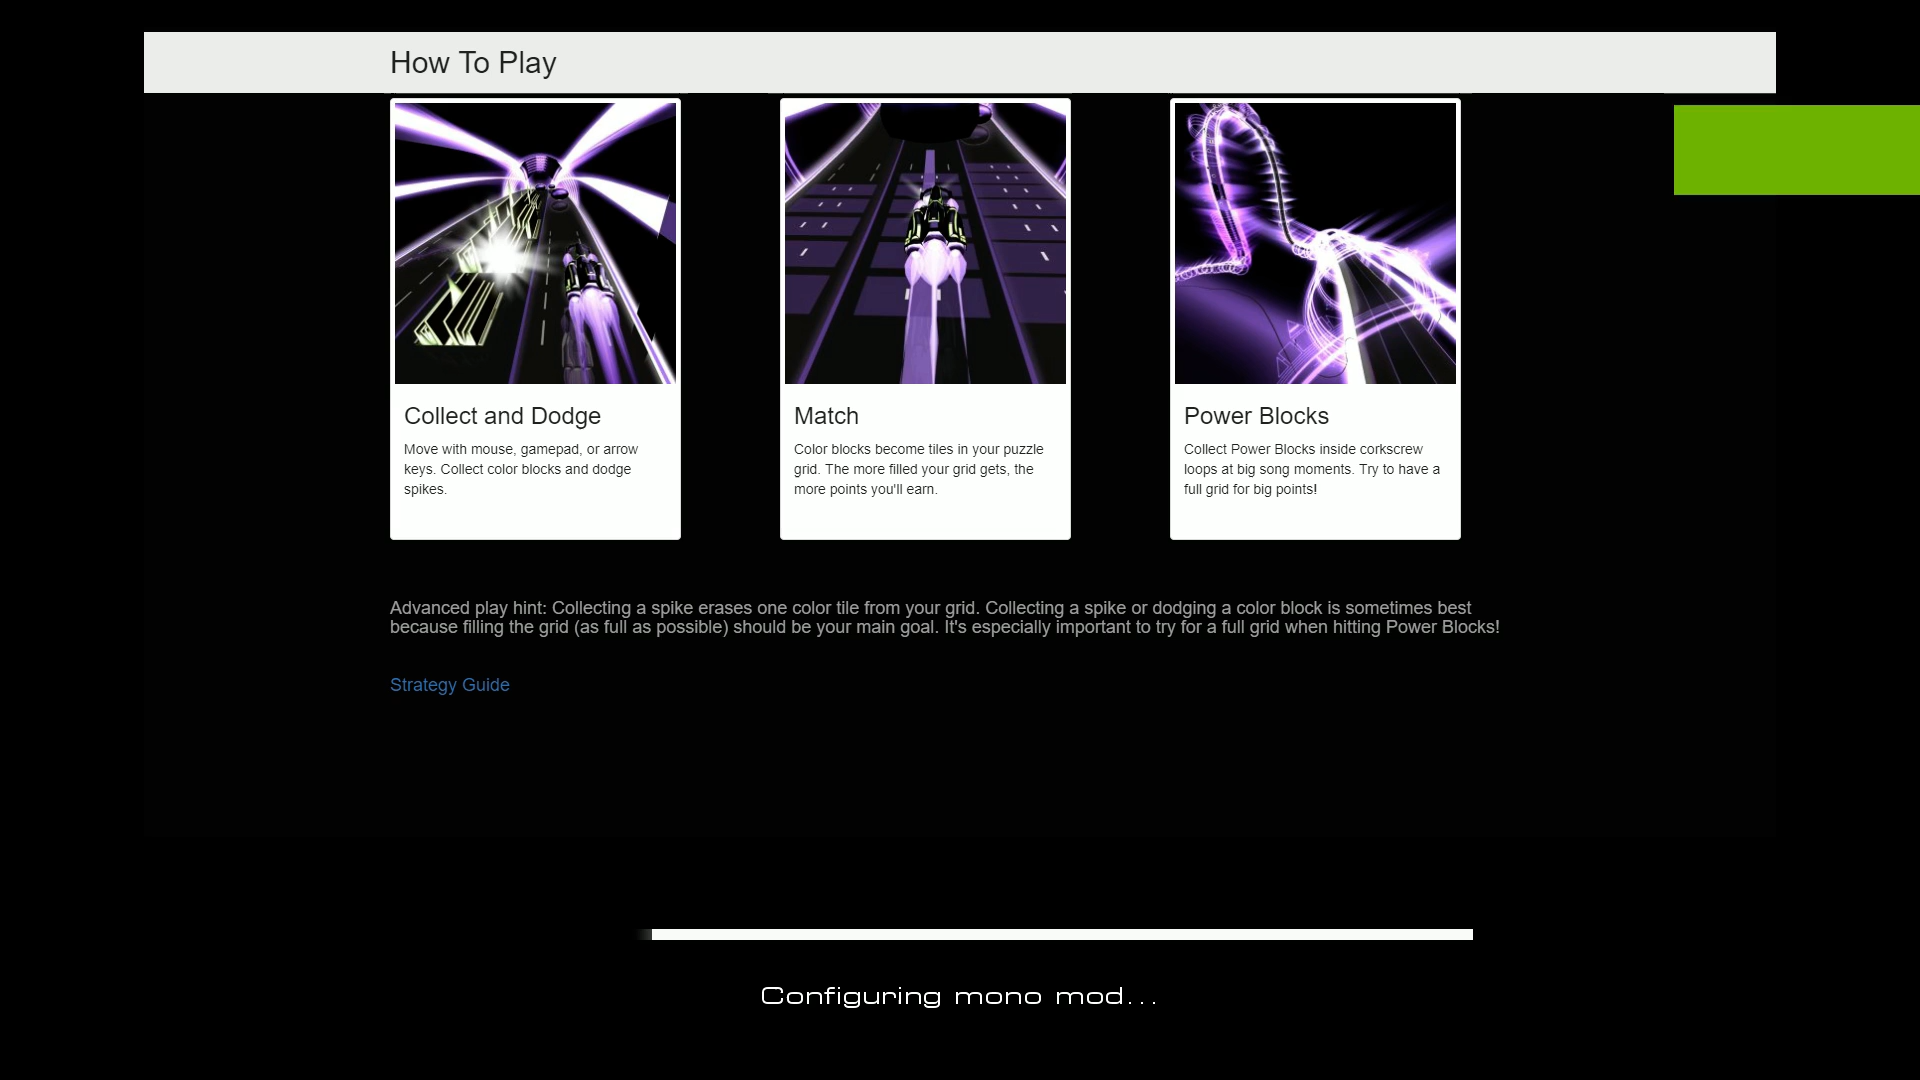 How To Play
Collect and Dodge
Move with mouse, gamepad, or arrow
keys. Collect color blocks and dodge
spikes.
Match
Color blocks become tiles in your puzzle
grid. The more filled your grid gets, the
more points you'll earn.
Power Blocks
Collect Power Blocks inside corkscrew
loops at big song moments. Try to have a
full grid for big points!
Advanced play hint: Collecting a spike erases one color tile from your grid. Collecting a spike or dodging a color block is sometimes best
because filling the grid (as full as possible) should be your main goal. It's especially important to try for a full grid when hitting Power Blocks!
Strategy Guide
Configuring mono mod...